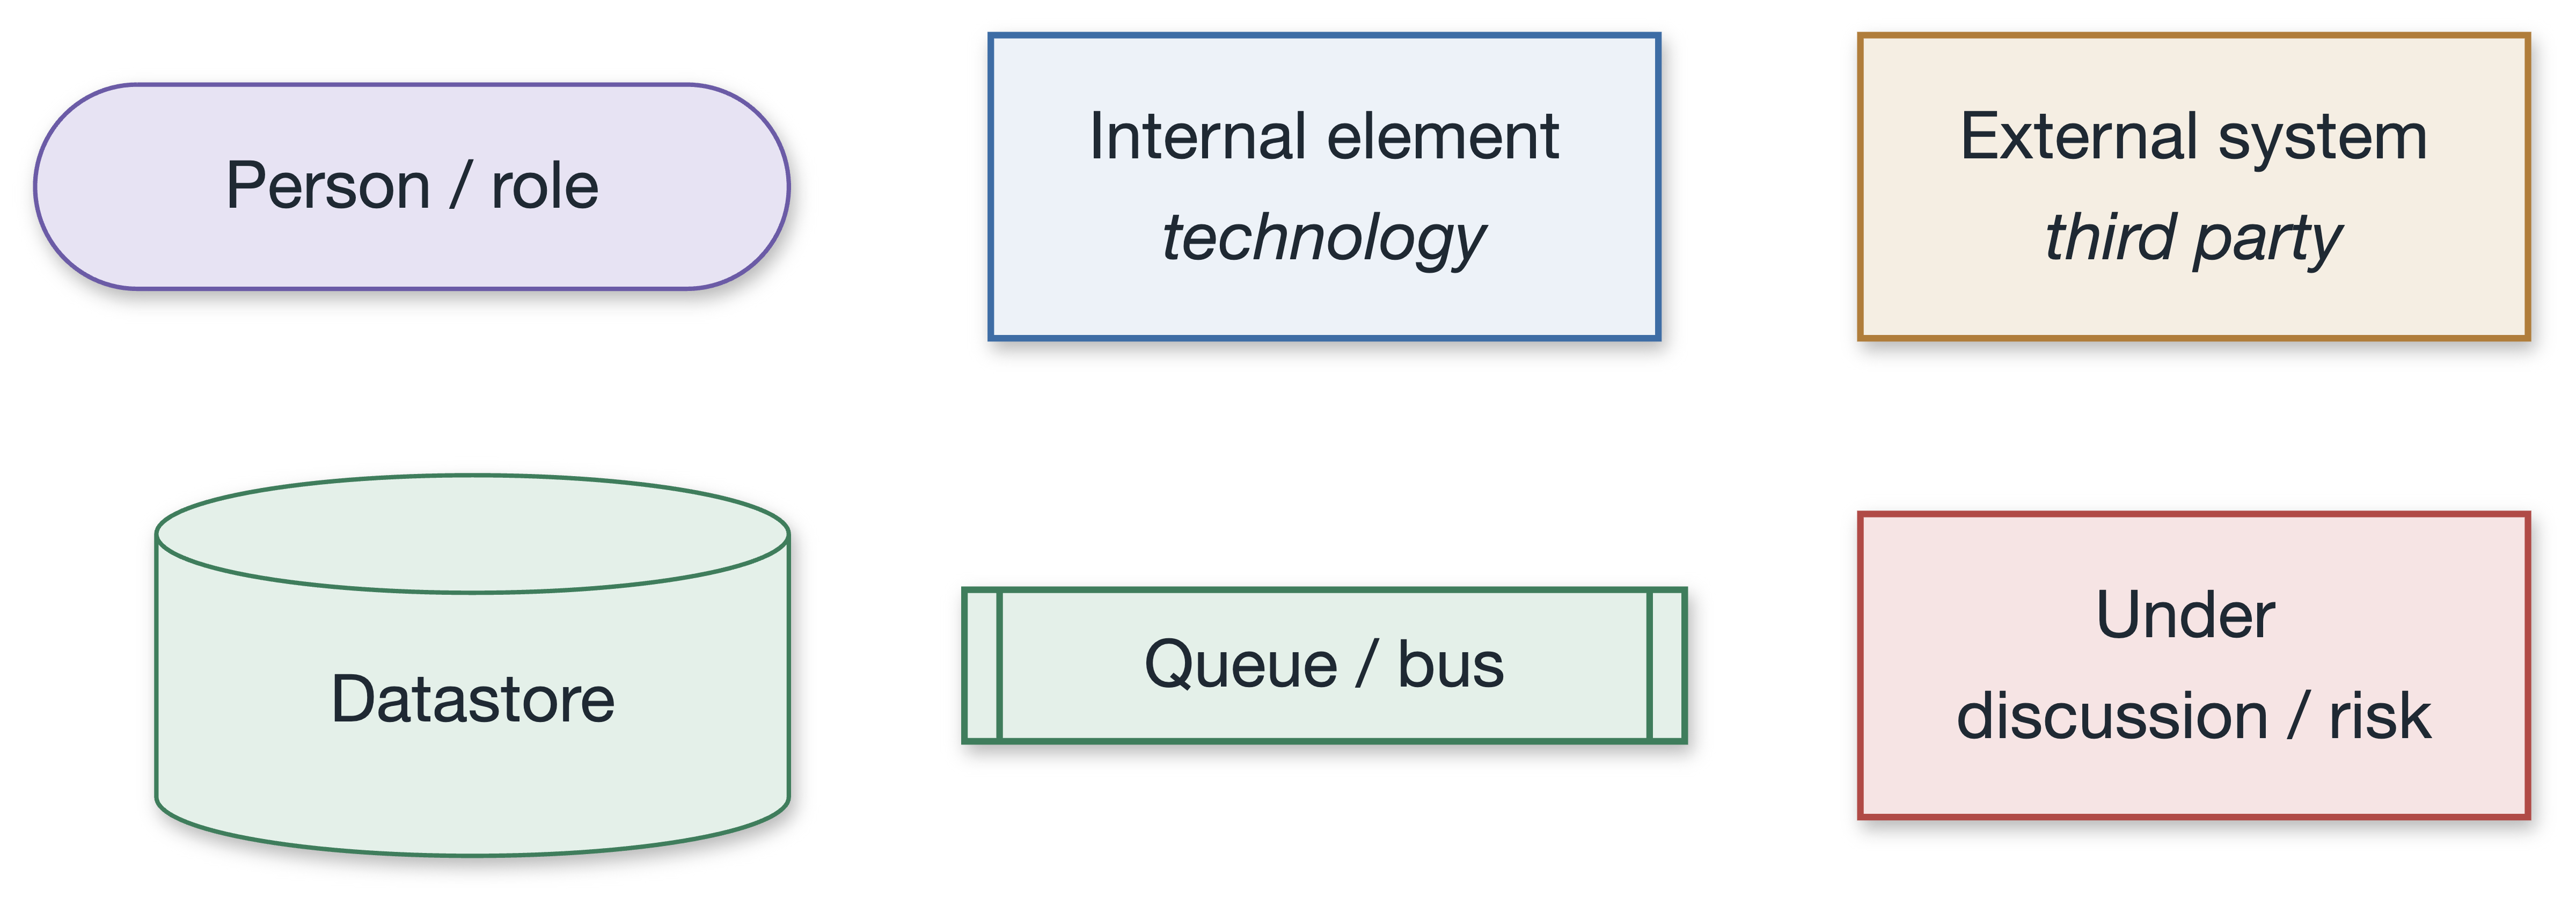 Person / role
Internal element
technology
External system
third party
Datastore
Queue / bus
Under
discussion / risk